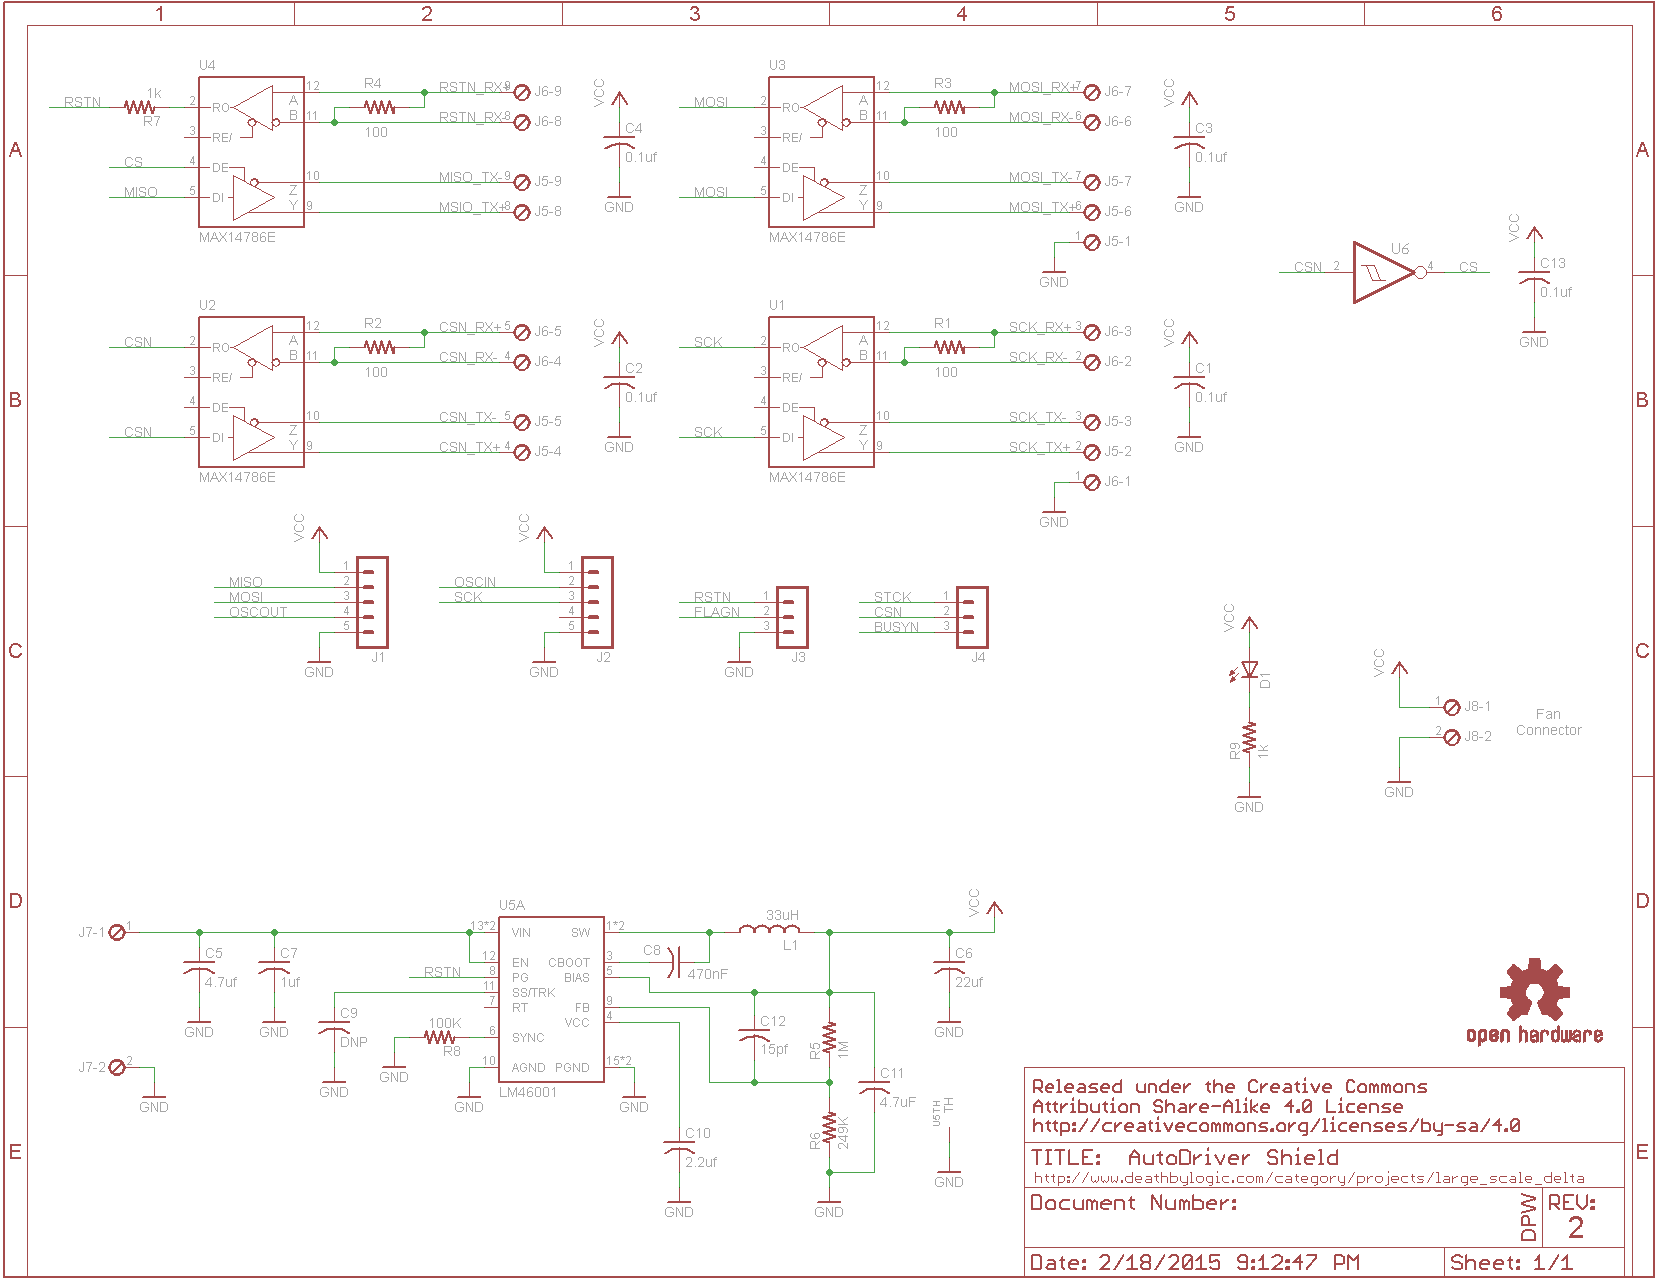 1 2 3 4 5 6
A A
B B
C C
D D
E E
U4
RSTN
1k
R7
2 RO
3 RE/
CS 4 DE
MISO 5 DI
A
B
Z
Y
12
11
10
9
MAX14786E
R4
100
RSTN_RX+ 9 J6-9
RSTN_RX- 8 J6-8
MISO_TX- 9 J5-9
MSIO_TX+ 8 J5-8
VCC
C4
0.1uf
GND
U3
MOSI 2 RO
3 RE/
4 DE
MOSI 5 DI
A
B
Z
Y
12
11
10
9
MAX14786E
R3
100
MOSI_RX+ 7 J6-7
MOSI_RX- 6 J6-6
MOSI_TX- 7 J5-7
MOSI_TX+ 6 J5-6
1 J5-1
GND
VCC
C3
0.1uf
GND
CSN 2
U6
4 CS
VCC
C13
0.1uf
GND
U2
CSN 2 RO
3 RE/
4 DE
CSN 5 DI
A
B
Z
Y
12
11
10
9
MAX14786E
R2
100
CSN_RX+ 5 J6-5
CSN_RX- 4 J6-4
CSN_TX- 5 J5-5
CSN_TX+ 4 J5-4
VCC
C2
0.1uf
GND
U1
SCK 2 RO
3 RE/
4 DE
SCK 5 DI
A
B
Z
Y
12
11
10
9
MAX14786E
R1
100
SCK_RX+ 3 J6-3
SCK_RX- 2 J6-2
SCK_TX- 3 J5-3
SCK_TX+ 2 J5-2
1 J6-1
GND
VCC
C1
0.1uf
GND
VCC
1
MISO 2
MOSI 3
OSCOUT 4
5
GND
J1
VCC
1
OSCIN 2
SCK 3
4
5
GND
J2
RSTN 1
FLAGN 2
3
GND
J3
STCK 1
CSN 2
BUSYN 3
J4
VCC
D1
R9
1k
GND
VCC
1 J8-1
2 J8-2
GND
Fan
Connector
J7-1 1
C5
4.7uf
GND
C7
1uf
GND
J7-2 2
GND
U5A
13*2 VIN
12 EN
RSTN 8 PG
11 SS/TRK
7 RT
6 SYNC
10 AGND
SW 1*2
CBOOT 3
BIAS 5
FB 9
VCC 4
PGND 15*2
LM46001
C9
DNP
GND
100K
R8
GND
GND
GND
C8
470nF
33uH
L1
VCC
C6
22uf
GND
C12
15pf
R5
1M
C11
4.7uF
R6
249K
GND
C10
2.2uf
GND
U5TH
TH
GND
open hardware
Released under the Creative Commons
Attribution Share-Alike 4.0 License
http://creativecommons.org/licenses/by-sa/4.0
TITLE: AutoDriver Shield
http://www.deathbylogic.com/category/projects/large_scale_delta
Document Number:
DPW
REV:
2
Date: 2/18/2015 9:12:47 PM
Sheet: 1/1